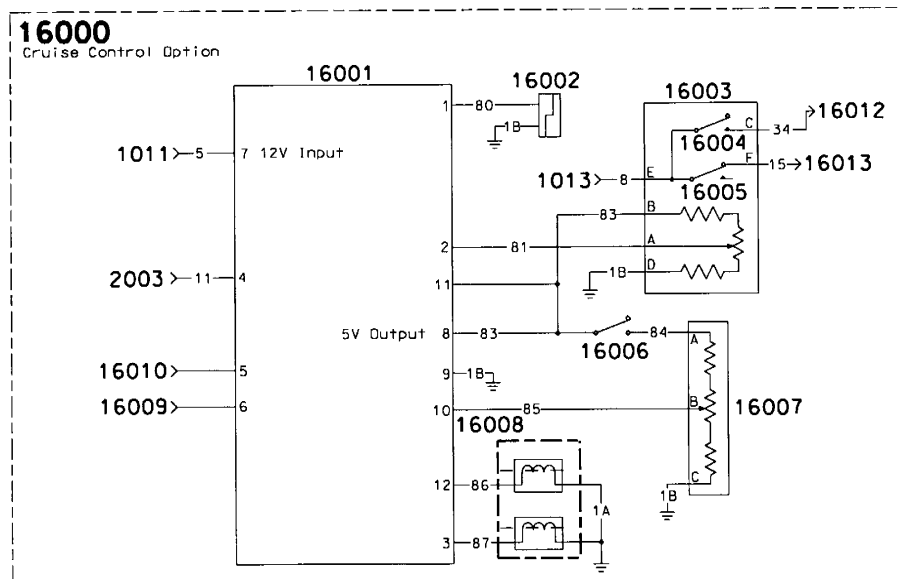 16000
Cruise Control Option
16001
16002
16003
1
80
1B
C
34
16012
16004
1011
5
7
12V Input
E
F
15
16013
1013
8
16005
83
B
2
81
A
2003
11
4
1B
D
11
5V Output
8
83
84
A
16006
16010
5
9
1B
16009
6
10
85
B
16007
16008
12
86
1A
C
1B
3
87